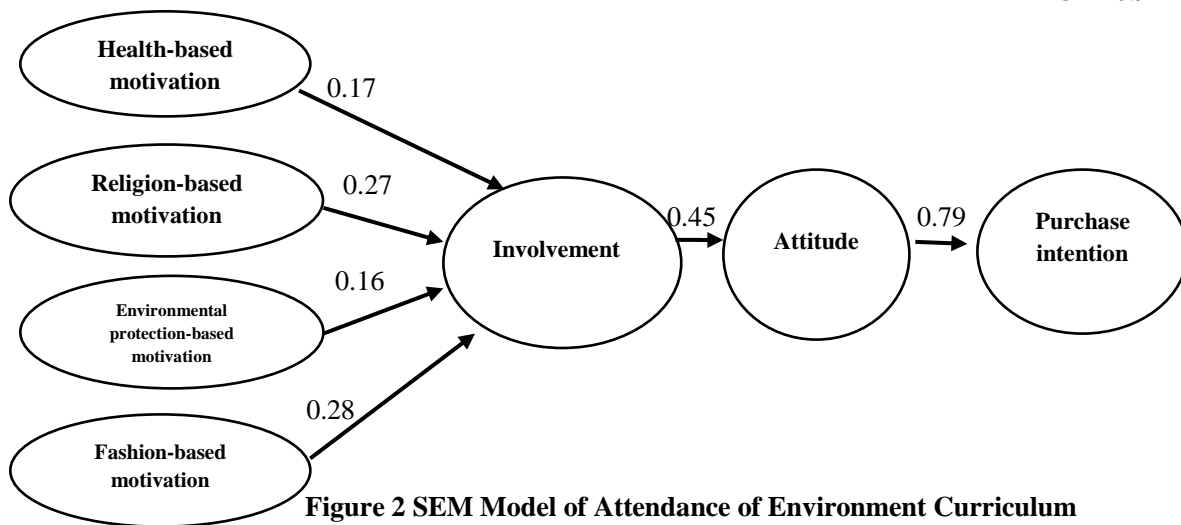 Health-based
motivation
0.17
Religion-based
motivation
0.27
Environmental
protection-based
motivation
0.16
Fashion-based
motivation
0.28
Involvement
0.45
Attitude
0.79
Purchase
intention
Figure 2 SEM Model of Attendance of Environment Curriculum